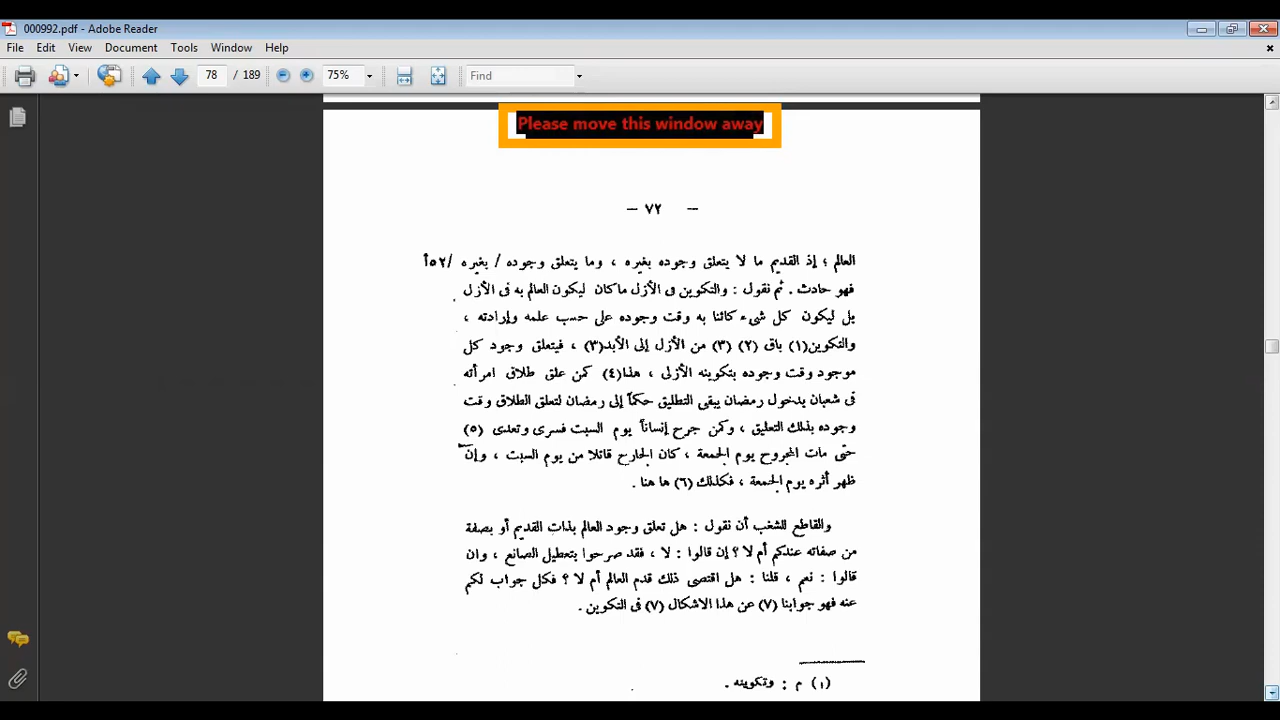 000992.pdf - Adobe Reader
File Edit View Document Tools Window Help
78 / 189 75% Find
Please move this window away
— ٧٢ —
العالم ؛ إذ القديم ما لا يتعلق وجوده بغيره ، وما يتعلق وجوده / بغيره /٥٢أ
فهو حادث . ثم نقول : والتكوين فى الأزل ماكان ليكون العالم به فى الأزل
بل ليكون كل شىء كائنا به وقت وجوده على حسب علمه وإرادته ،
والتكوين(١) باق (٢) (٣) من الأزل إلى الأبد(٣) ، فيتعلق وجود كل
موجود وقت وجوده بتكوينه الأزلى ، هذا(٤) كمن علق طلاق امرأته
فى شعبان بدخول رمضان يبقى التطليق حكماً إلى رمضان لتعلق الطلاق وقت
وجوده بذلك التعليق ، وكمن جرح إنساناً يوم السبت فسرى وتعدى (٥)
حتى مات المجروح يوم الجمعة ، كان الجارح قاتلا من يوم السبت ، وإن
ظهر أثره يوم الجمعة ، فكذلك (٦) ها هنا .
والقاطع للشغب أن نقول : هل تعلق وجود العالم بذات القديم أو بصفة
من صفاته عندكم أم لا ؟ إن قالوا : لا ، فقد صرحوا بتعطيل الصانع ، وان
قالوا : نعم ، قلنا : هل اقتضى ذلك قدم العالم أم لا ؟ فكل جواب لكم
عنه فهو جوابنا (٧) عن هذا الاشكال (٧) فى التكوين .
(١) م : وتكوينه .